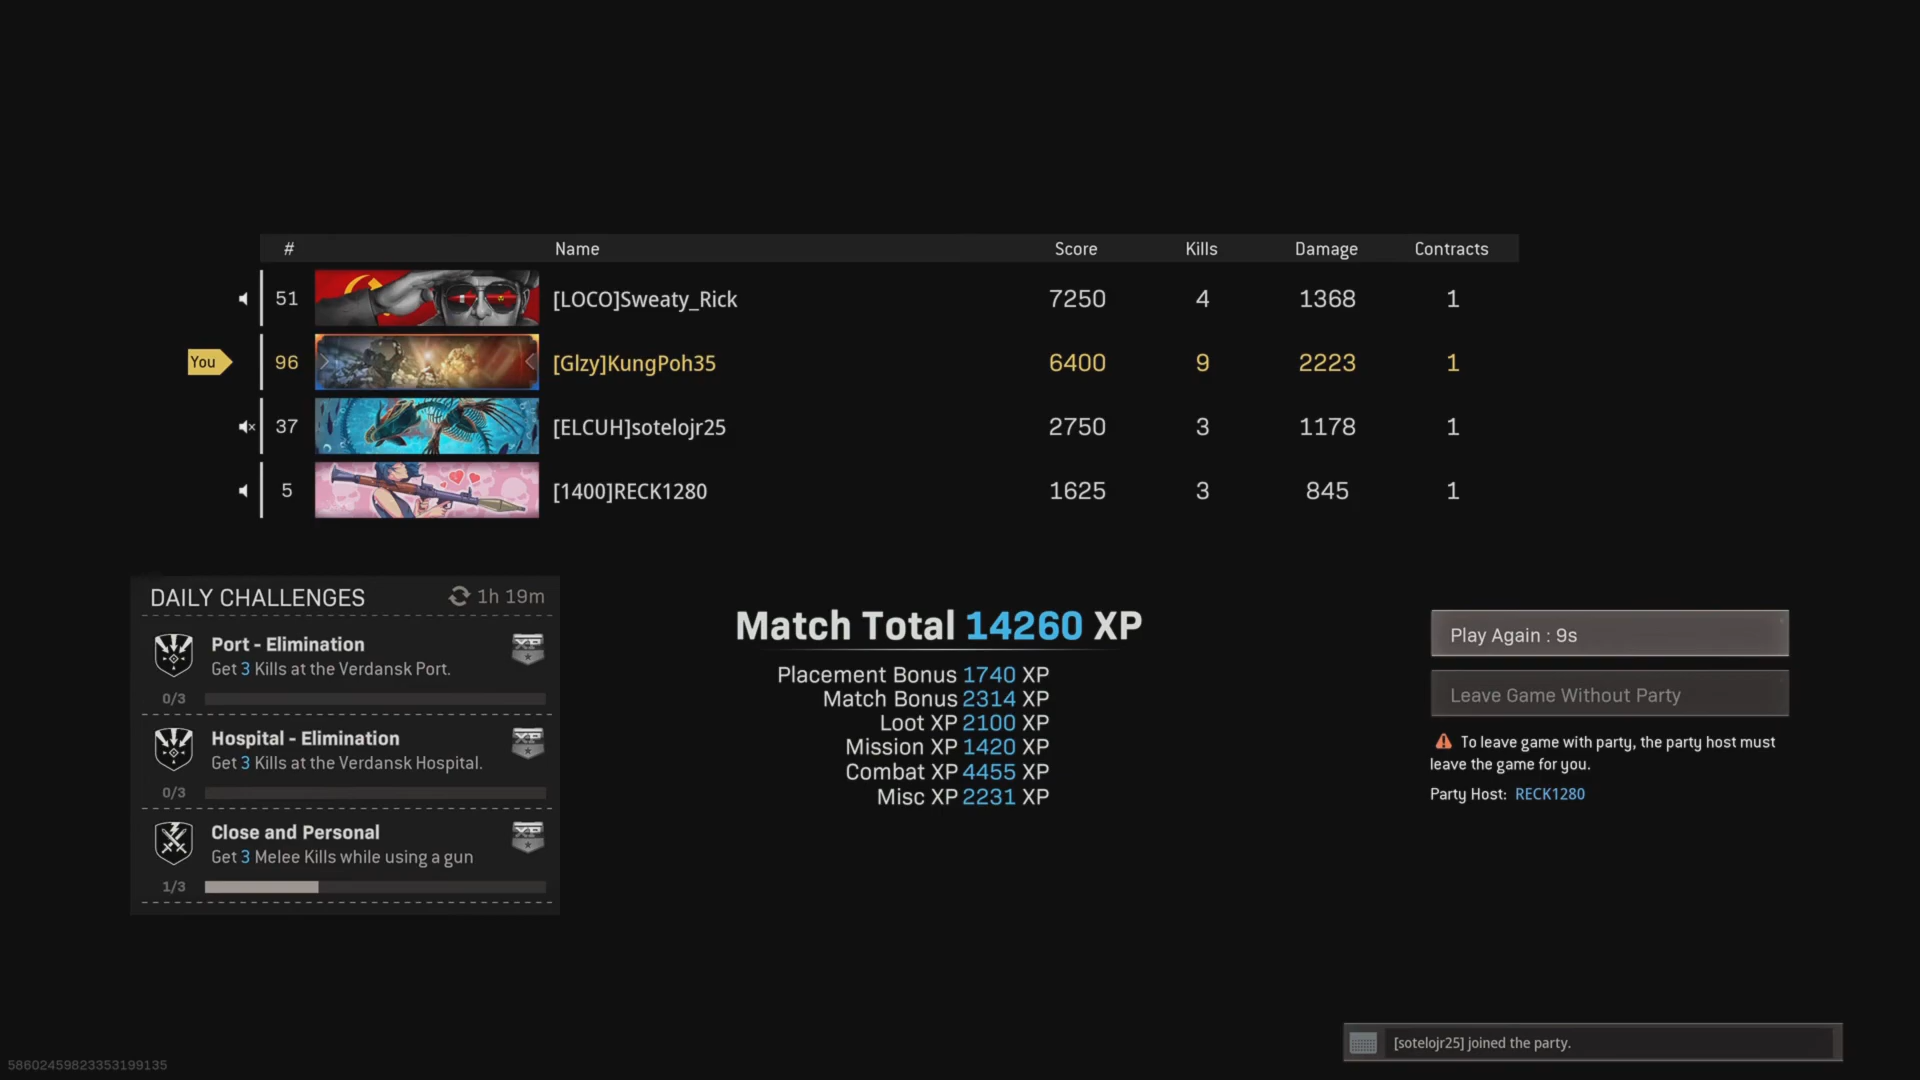 # Name Score Kills Damage Contracts
51 [LOCO]Sweaty_Rick 7250 4 1368 1
You 96 [Glzy]KungPoh35 6400 9 2223 1
37 [ELCUH]sotelojr25 2750 3 1178 1
5 [1400]RECK1280 1625 3 845 1
DAILY CHALLENGES 1h 19m
Port - Elimination XP
Get 3 Kills at the Verdansk Port.
0/3
Hospital - Elimination XP
Get 3 Kills at the Verdansk Hospital.
0/3
Close and Personal XP
Get 3 Melee Kills while using a gun
1/3
Match Total 14260 XP
Placement Bonus 1740 XP
Match Bonus 2314 XP
Loot XP 2100 XP
Mission XP 1420 XP
Combat XP 4455 XP
Misc XP 2231 XP
Play Again : 9s
Leave Game Without Party
To leave game with party, the party host must
leave the game for you.
Party Host: RECK1280
[sotelojr25] joined the party.
58602459823353199135